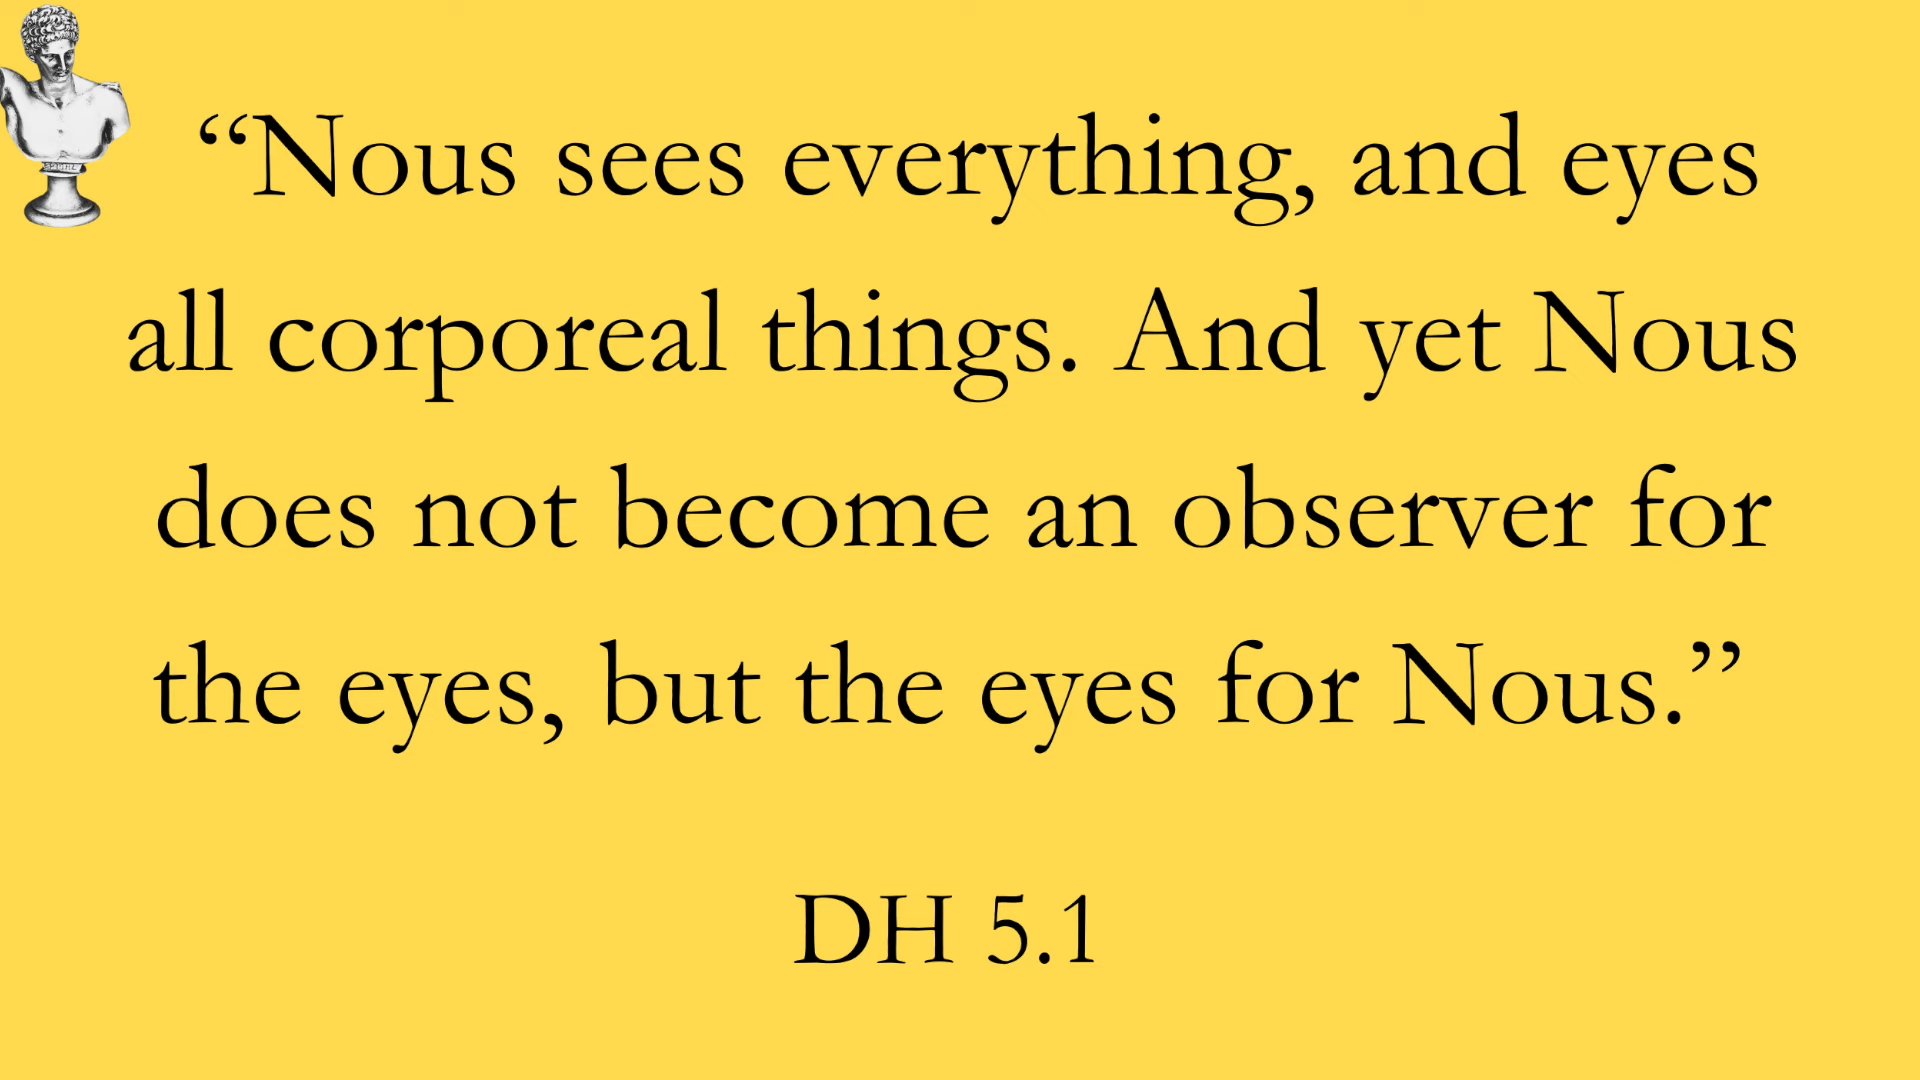 “Nous sees everything, and eyes
all corporeal things. And yet Nous
does not become an observer for
the eyes, but the eyes for Nous.”
DH 5.1